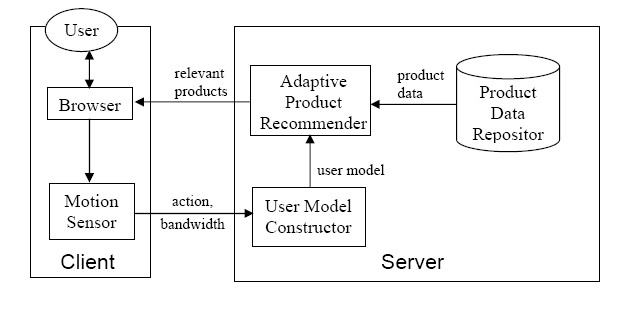 User
Browser
Motion
Sensor
Client
relevant
products
action,
bandwidth
Adaptive
Product
Recommender
user model
User Model
Constructor
product
data
Product
Data
Repositor
Server